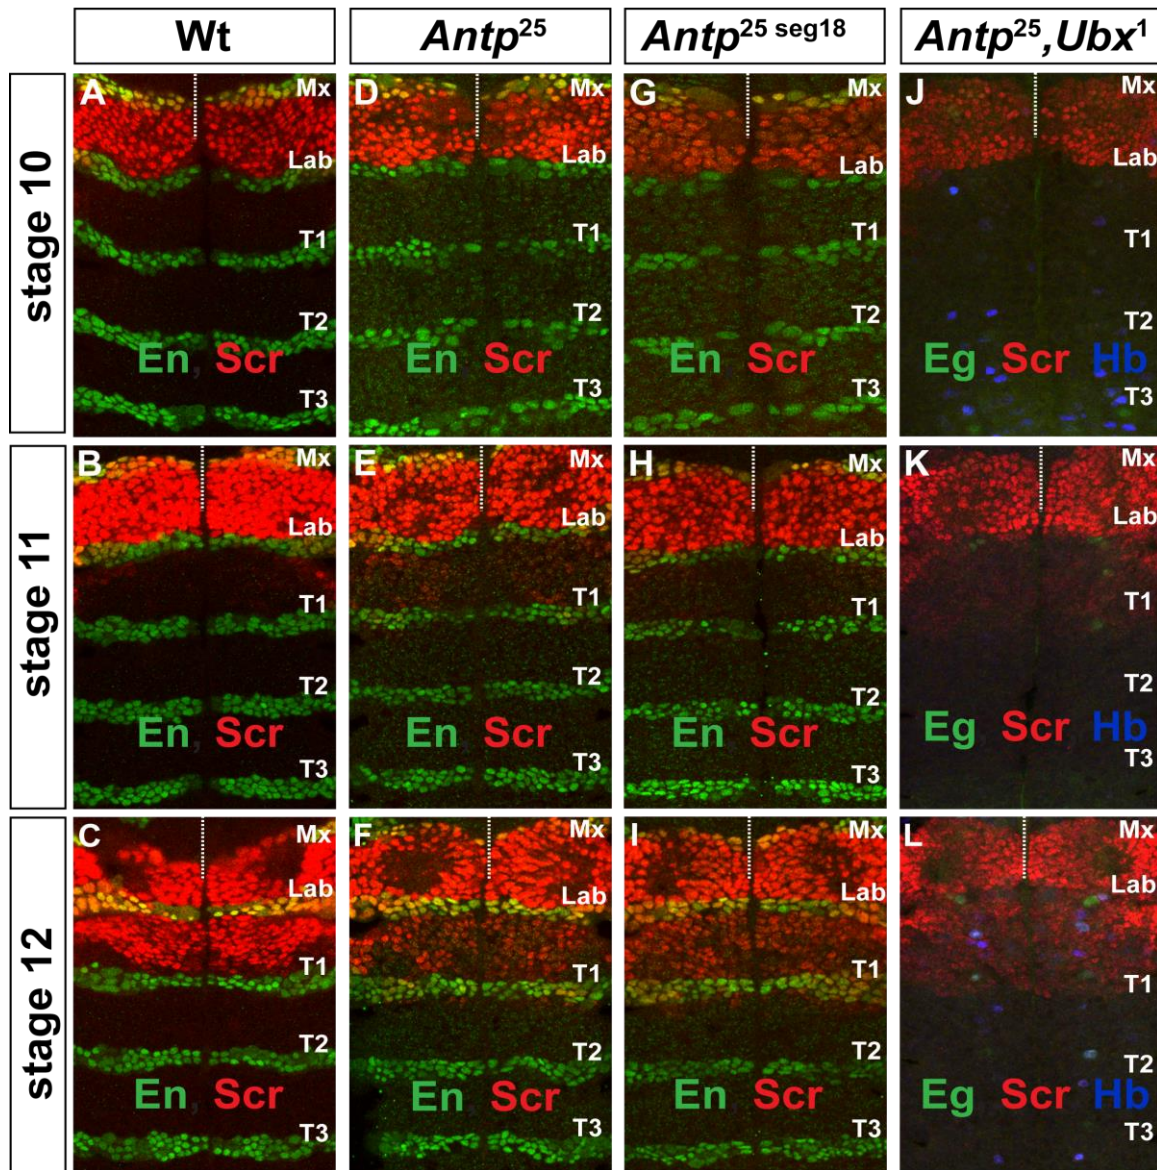 Wt
Antp25
Antp25 seg18
Antp25,Ubx1
stage 10
A
Mx
Lab
T1
T2
En, Scr
T3
D
Mx
Lab
T1
T2
En Scr
T3
G
Mx
Lab
T1
T2
En Scr
T3
J
Mx
Lab
T1
T2
Eg Scr Hb
T3
stage 11
B
Mx
Lab
T1
T2
En, Scr
T3
E
Mx
Lab
T1
T2
En Scr
T3
H
Mx
Lab
T1
T2
En Scr
T3
K
Mx
Lab
T1
T2
Eg Scr Hb
T3
stage 12
C
Mx
Lab
T1
T2
En, Scr
T3
F
Mx
Lab
T1
T2
En Scr
T3
I
Mx
Lab
T1
T2
En Scr
T3
L
Mx
Lab
T1
T2
Eg Scr Hb
T3